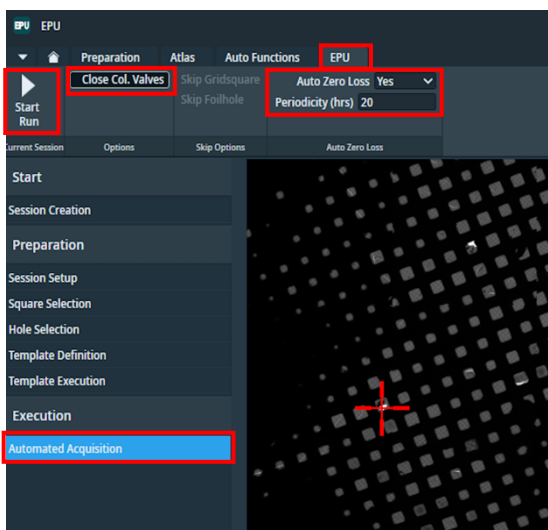 EPU EPU
Preparation Atlas Auto Functions EPU
Start
Run
Close Col. Valves
Skip Gridsquare
Skip Foilhole
Auto Zero Loss Yes
Periodicity (hrs) 20
Current Session Options Skip Options Auto Zero Loss
Start
Session Creation
Preparation
Session Setup
Square Selection
Hole Selection
Template Definition
Template Execution
Execution
Automated Acquisition